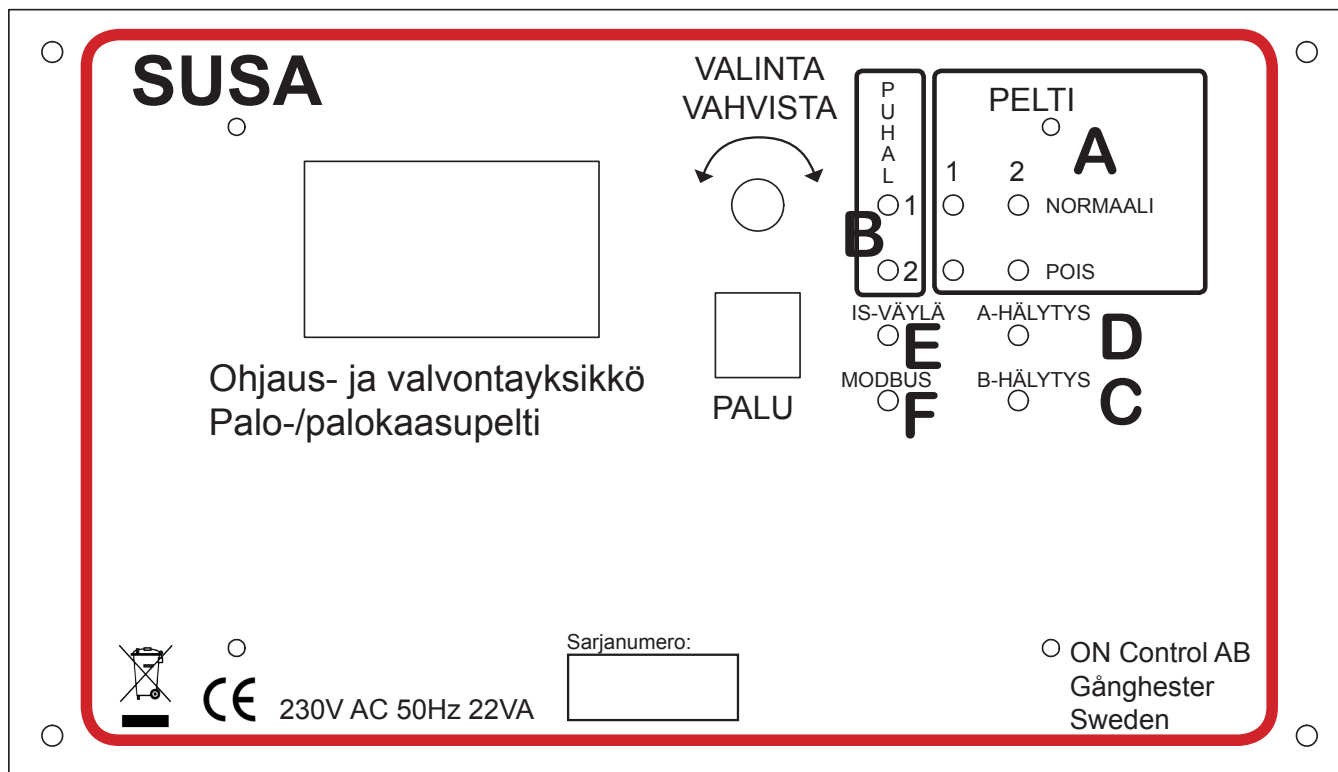 SUSA
VALINTA
VAHVISTA
PUHAL
PELTI
A
1 2
1 NORMAALI
B
2 POIS
IS-VÄYLÄ A-HÄLYTYS
E D
MODBUS B-HÄLYTYS
F C
PALU
Ohjaus- ja valvontayksikkö
Palo-/palokaasupelti
Sarjanumero:
CE 230V AC 50Hz 22VA
ON Control AB
Gånghester
Sweden